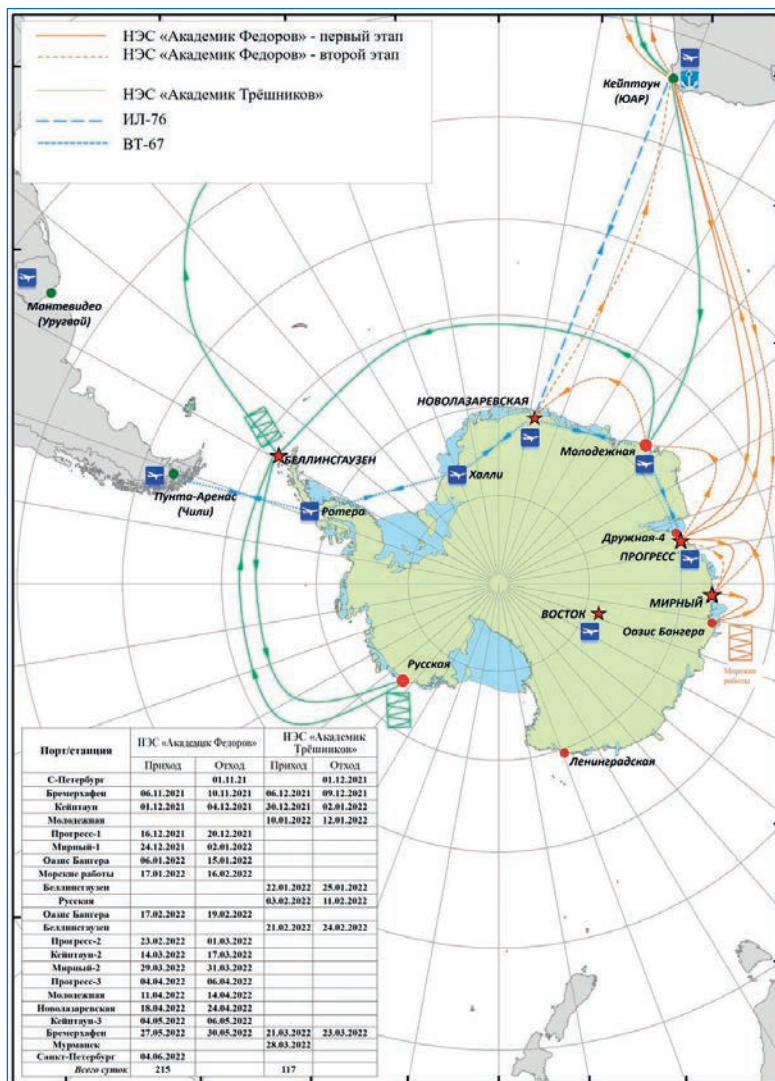 НЭС «Академик Федоров» - первый этап
НЭС «Академик Федоров» - второй этап
НЭС «Академик Трёшников»
ИЛ-76
ВТ-67
Кейптаун
(ЮАР)
Монтевидео
(Уругвай)
НОВОЛАЗАРЕВСКАЯ
Молодежная
БЕЛЛИНСГАУЗЕН
Халли
Пунта-Аренас
(Чили)
Ротера
Дружная-4
ПРОГРЕСС
МИРНЫЙ
ВОСТОК
Оазис Бангера
Морские
работы
Русская
Ленинградская
Порт/станция НЭС «Академик Федоров» НЭС «Академик Трёшников»
Приход Отход Приход Отход
С-Петербург 01.11.21 01.12.2021
Бремерхафен 06.11.2021 10.11.2021 06.12.2021 09.12.2021
Кейптаун 01.12.2021 04.12.2021 30.12.2021 02.01.2022
Молодежная 10.01.2022 12.01.2022
Прогресс-1 16.12.2021 20.12.2021
Мирный-1 24.12.2021 02.01.2022
Оазис Бангера 06.01.2022 15.01.2022
Морские работы 17.01.2022 16.02.2022
Беллинсгаузен 22.01.2022 25.01.2022
Русская 03.02.2022 11.02.2022
Оазис Бангера 17.02.2022 19.02.2022
Беллинсгаузен 21.02.2022 24.02.2022
Прогресс-2 23.02.2022 01.03.2022
Кейптаун-2 14.03.2022 17.03.2022
Мирный-2 29.03.2022 31.03.2022
Прогресс-3 04.04.2022 06.04.2022
Молодежная 11.04.2022 14.04.2022
Новолазаревская 18.04.2022 24.04.2022
Кейптаун-3 04.05.2022 06.05.2022
Бремерхафен 27.05.2022 30.05.2022 21.03.2022 23.03.2022
Мурманск 28.03.2022
Санкт-Петербург 04.06.2022
Всего суток 215 117